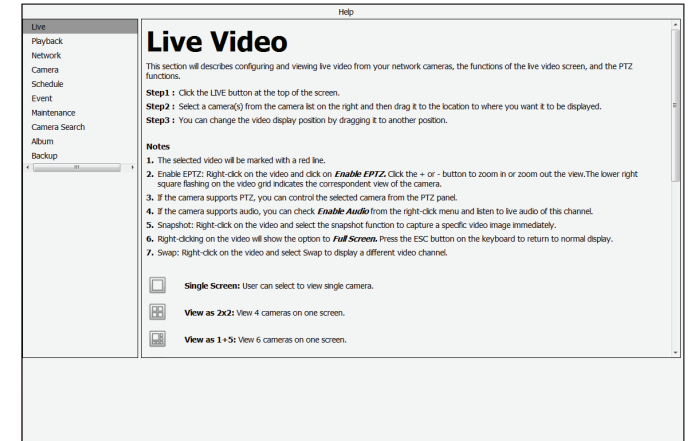 Help
Live
Playback
Network
Camera
Schedule
Event
Maintenance
Camera Search
Album
Backup
Live Video
This section will describes configuring and viewing live video from your network cameras, the functions of the live video screen, and the PTZ
functions.
Step1 : Click the LIVE button at the top of the screen.
Step2 : Select a camera(s) from the camera list on the right and then drag it to the location to where you want it to be displayed.
Step3 : You can change the video display position by dragging it to another position.
Notes
1. The selected video will be marked with a red line.
2. Enable EPTZ: Right-click on the video and click on Enable EPTZ. Click the + or - button to zoom in or zoom out the view.The lower right
square flashing on the video grid indicates the correspondent view of the camera.
3. If the camera supports PTZ, you can control the selected camera from the PTZ panel.
4. If the camera supports audio, you can check Enable Audio from the right-click menu and listen to live audio of this channel.
5. Snapshot: Right-click on the video and select the snapshot function to capture a specific video image immediately.
6. Right-clicking on the video will show the option to Full Screen. Press the ESC button on the keyboard to return to normal display.
7. Swap: Right-click on the video and select Swap to display a different video channel.
Single Screen: User can select to view single camera.
View as 2x2: View 4 cameras on one screen.
View as 1+5: View 6 cameras on one screen.